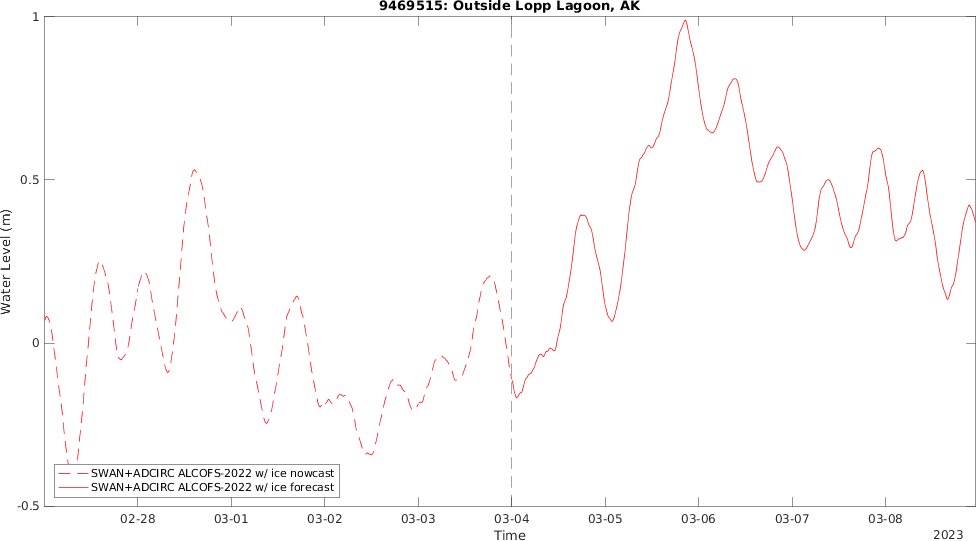 9469515: Outside Lopp Lagoon, AK
1
0.5
0
-0.5
Water Level (m)
SWAN+ADCIRC ALCOFS-2022 w/ ice nowcast
SWAN+ADCIRC ALCOFS-2022 w/ ice forecast
02-28 03-01 03-02 03-03 03-04 03-05 03-06 03-07 03-08
Time
2023